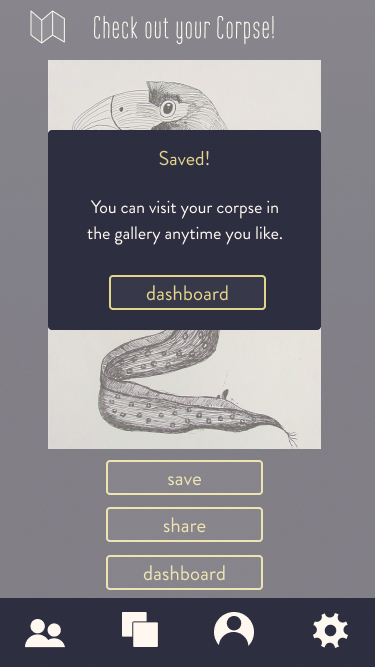 Check out your Corpse!
Saved!
You can visit your corpse in
the gallery anytime you like.
dashboard
save
share
dashboard